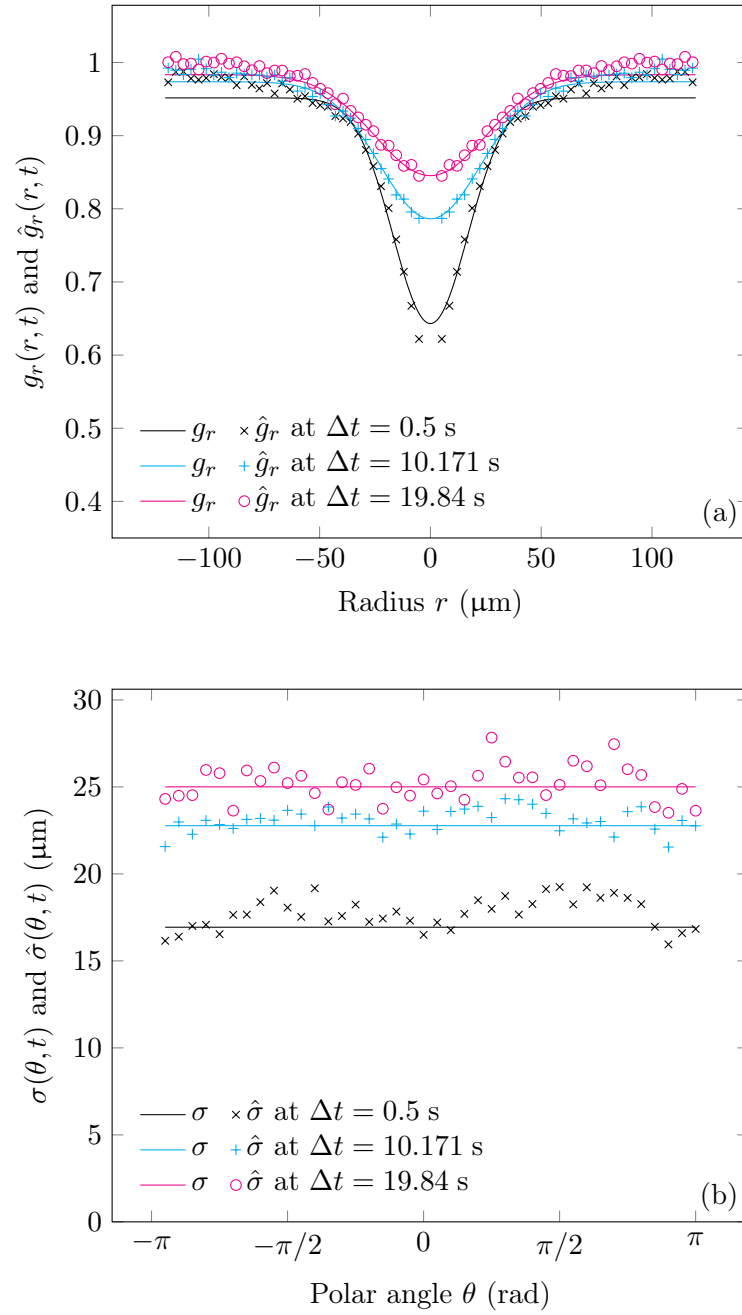 1
0.9
0.8
0.7
0.6
0.5
0.4
g_r(r, t) and ĝ_r(r, t)
g_r ĝ_r at Δt = 0.5 s
g_r ĝ_r at Δt = 10.171 s
g_r ĝ_r at Δt = 19.84 s
(a)
−100 −50 0 50 100
Radius r (μm)
30
25
20
15
10
5
0
σ(θ, t) and σ̂(θ, t) (μm)
σ σ̂ at Δt = 0.5 s
σ σ̂ at Δt = 10.171 s
σ σ̂ at Δt = 19.84 s
(b)
−π −π/2 0 π/2 π
Polar angle θ (rad)